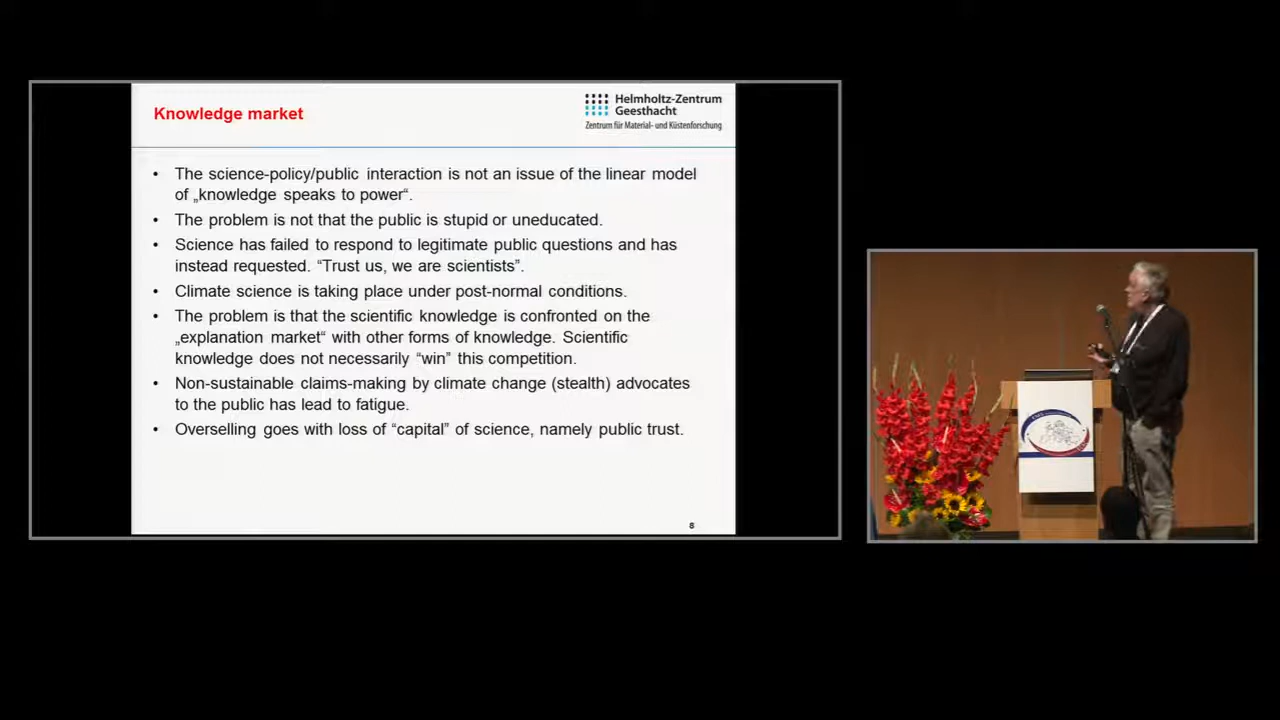 Knowledge market
Helmholtz-Zentrum
Geesthacht
Zentrum für Material- und Küstenforschung
• The science-policy/public interaction is not an issue of the linear model
of „knowledge speaks to power“.
• The problem is not that the public is stupid or uneducated.
• Science has failed to respond to legitimate public questions and has
instead requested. “Trust us, we are scientists”.
• Climate science is taking place under post-normal conditions.
• The problem is that the scientific knowledge is confronted on the
„explanation market“ with other forms of knowledge. Scientific
knowledge does not necessarily “win” this competition.
• Non-sustainable claims-making by climate change (stealth) advocates
to the public has lead to fatigue.
• Overselling goes with loss of “capital” of science, namely public trust.
8